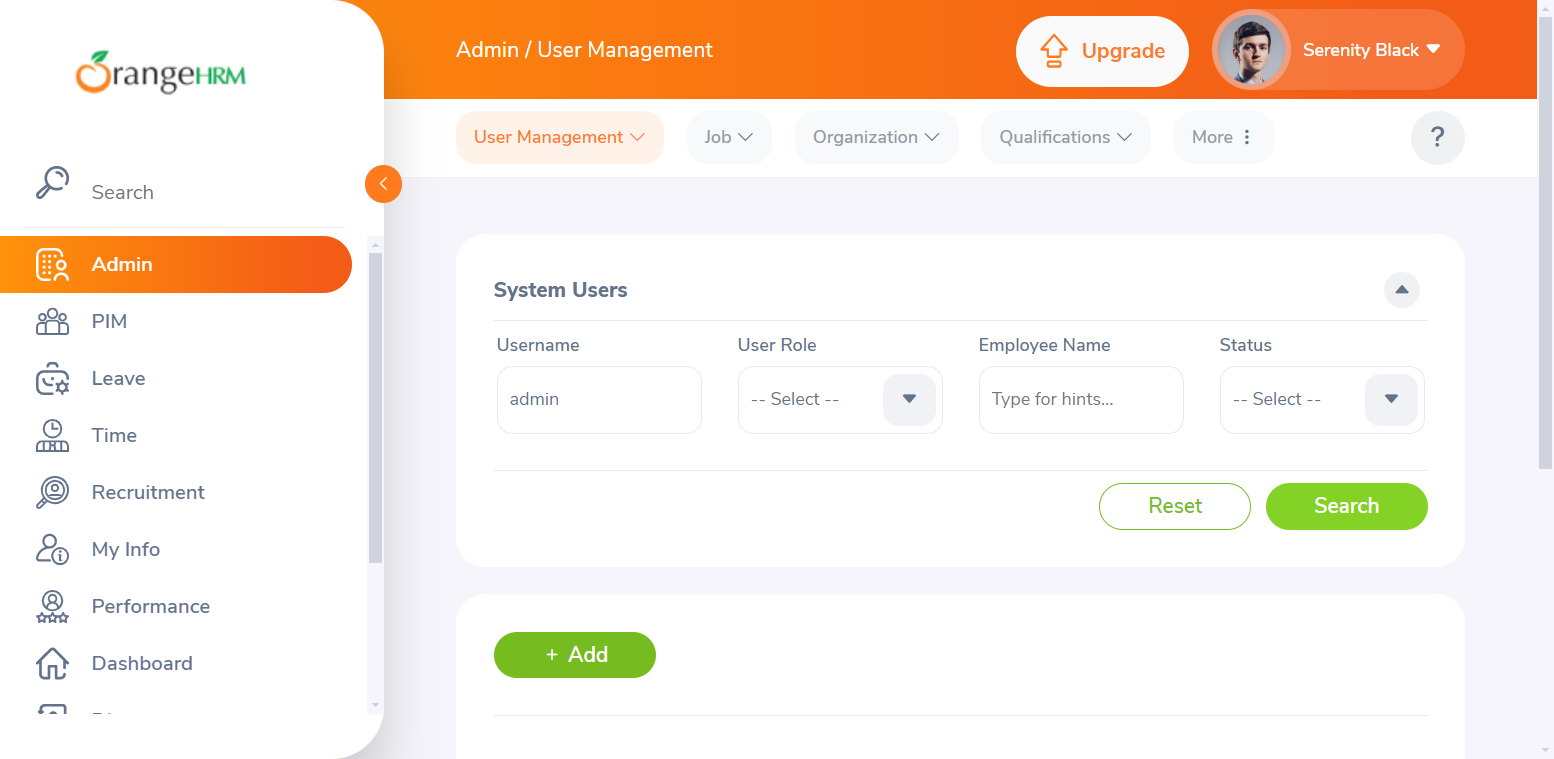 OrangeHRM
Search
Admin
PIM
Leave
Time
Recruitment
My Info
Performance
Dashboard
Admin / User Management
Upgrade
Serenity Black
User Management
Job
Organization
Qualifications
More
?
System Users
Username
User Role
Employee Name
Status
admin
-- Select --
Type for hints...
-- Select --
Reset
Search
+ Add